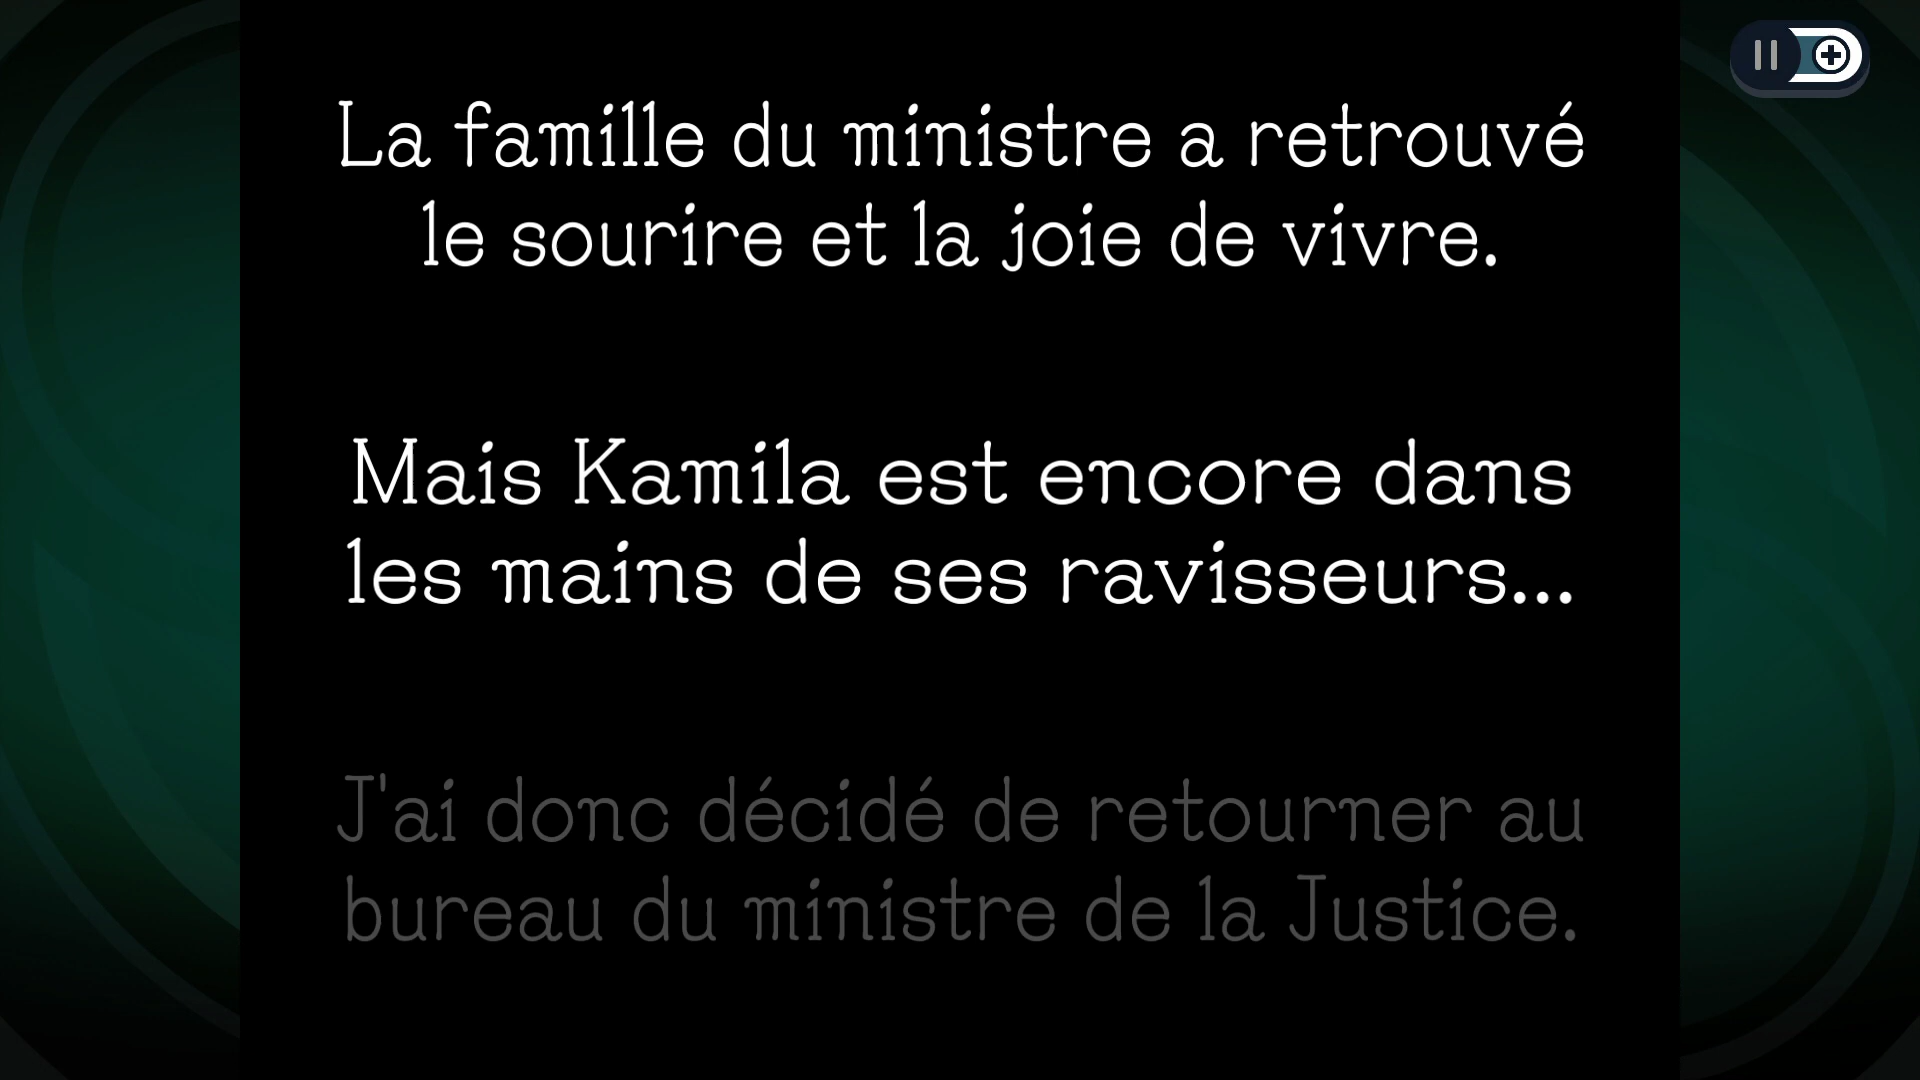 La famille du ministre a retrouvé
le sourire et la joie de vivre.
Mais Kamila est encore dans
les mains de ses ravisseurs...
J'ai donc décidé de retourner au
bureau du ministre de la Justice.